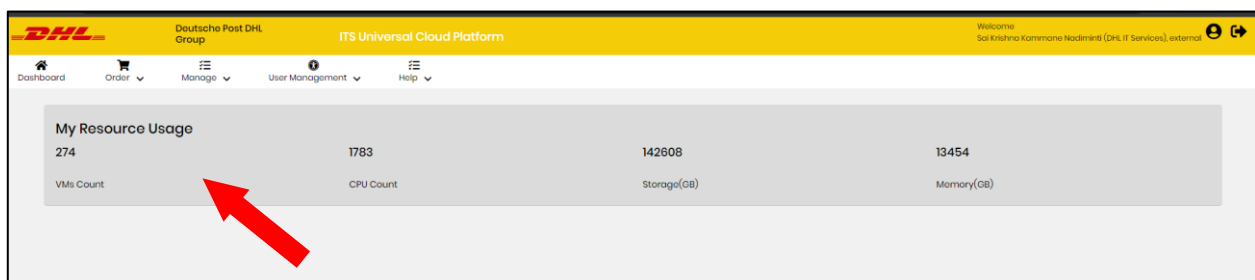 DHL
Deutsche Post DHL
Group
ITS Universal Cloud Platform
Welcome
Sai Krishna Kammane Nadiminti (DHL IT Services), external
Dashboard
Order
Manage
User Management
Help
My Resource Usage
274
1783
142608
13454
VMs Count
CPU Count
Storage(GB)
Memory(GB)